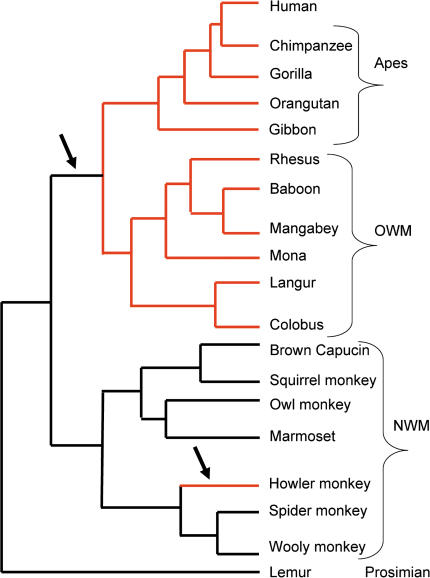 Human
Chimpanzee
Apes
Gorilla
Orangutan
Gibbon
Rhesus
Baboon
Mangabey
OWM
Mona
Langur
Colobus
Brown Capucin
Squirrel monkey
Owl monkey
NWM
Marmoset
Howler monkey
Spider monkey
Wooly monkey
Lemur Prosimian